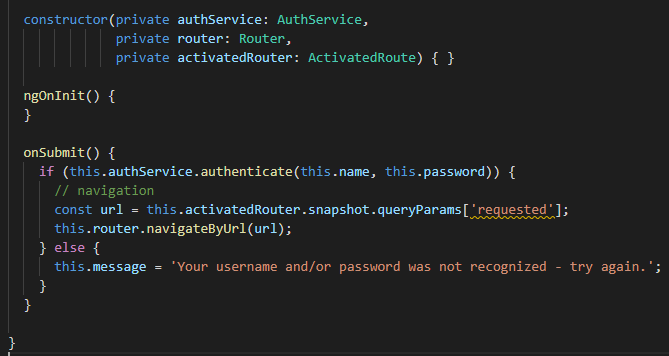 constructor(private authService: AuthService,
private router: Router,
private activatedRouter: ActivatedRoute) { }
ngOnInit() {
}
onSubmit() {
if (this.authService.authenticate(this.name, this.password)) {
// navigation
const url = this.activatedRouter.snapshot.queryParams['requested'];
this.router.navigateByUrl(url);
} else {
this.message = 'Your username and/or password was not recognized - try again.';
}
}
}